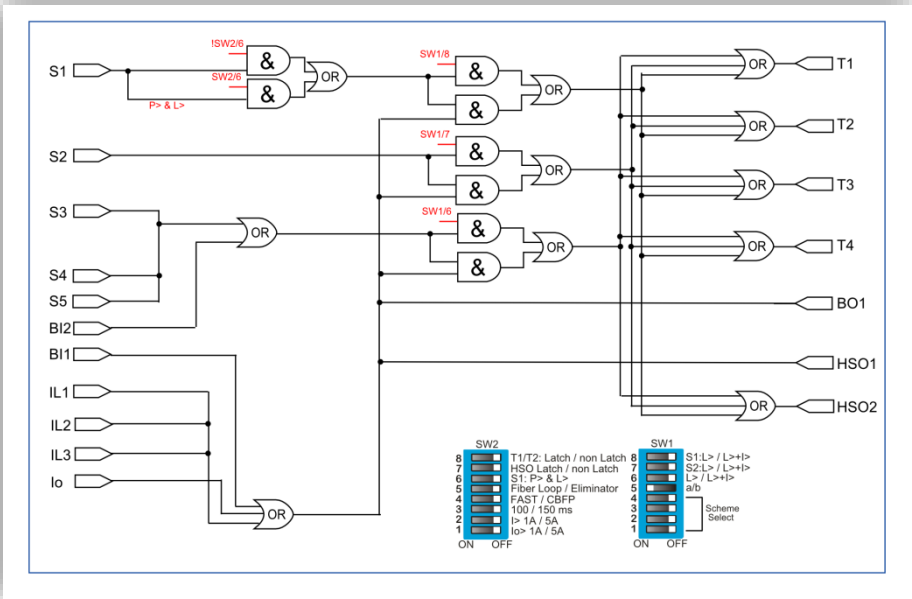 !SW2/6
S1
&
SW2/6
&
OR
P> & L>
SW1/8
&
&
OR
OR
T1
S2
SW1/7
&
&
OR
OR
T2
S3
OR
SW1/6
&
&
OR
OR
T3
S4
OR
T4
S5
BI2
BO1
BI1
HSO1
IL1
IL2
IL3
Io
OR
OR
HSO2
SW2
8 T1/T2: Latch / non Latch
7 HSO Latch / non Latch
6 S1: P> & L>
5 Fiber Loop / Eliminator
4 FAST / CBFP
3 100 / 150 ms
2 I> 1A / 5A
1 Io> 1A / 5A
ON OFF
SW1
8 S1:L> / L>+I>
7 S2:L> / L>+I>
6 L> / L>+I>
5 a/b
4
3 Scheme
2 Select
1
ON OFF